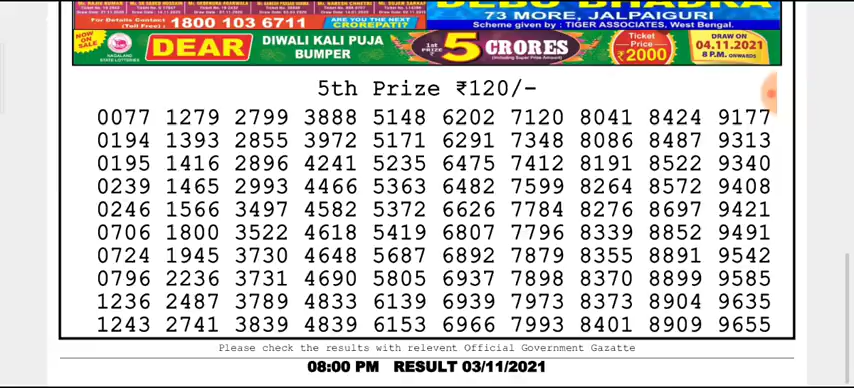 73 MORE, JALPAIGURI
Scheme given by : TIGER ASSOCIATES, West Bengal.
For Details Contact
(Toll Free) :
1800 103 6711
ARE YOU THE NEXT
CROREPATI?
NOW ON SALE
NAGALAND
STATE LOTTERIES
DEAR
DIWALI KALI PUJA
BUMPER
1st
PRIZE
₹
5 CRORES
(Including Super Prize Amount)
Ticket
Price
₹2000
DRAW ON
04.11.2021
8 P.M. ONWARDS
5th Prize ₹120/-
0077 1279 2799 3888 5148 6202 7120 8041 8424 9177
0194 1393 2855 3972 5171 6291 7348 8086 8487 9313
0195 1416 2896 4241 5235 6475 7412 8191 8522 9340
0239 1465 2993 4466 5363 6482 7599 8264 8572 9408
0246 1566 3497 4582 5372 6626 7784 8276 8697 9421
0706 1800 3522 4618 5419 6807 7796 8339 8852 9491
0724 1945 3730 4648 5687 6892 7879 8355 8891 9542
0796 2236 3731 4690 5805 6937 7898 8370 8899 9585
1236 2487 3789 4833 6139 6939 7973 8373 8904 9635
1243 2741 3839 4839 6153 6966 7993 8401 8909 9655
Please check the results with relevent Official Government Gazatte
08:00 PM RESULT 03/11/2021